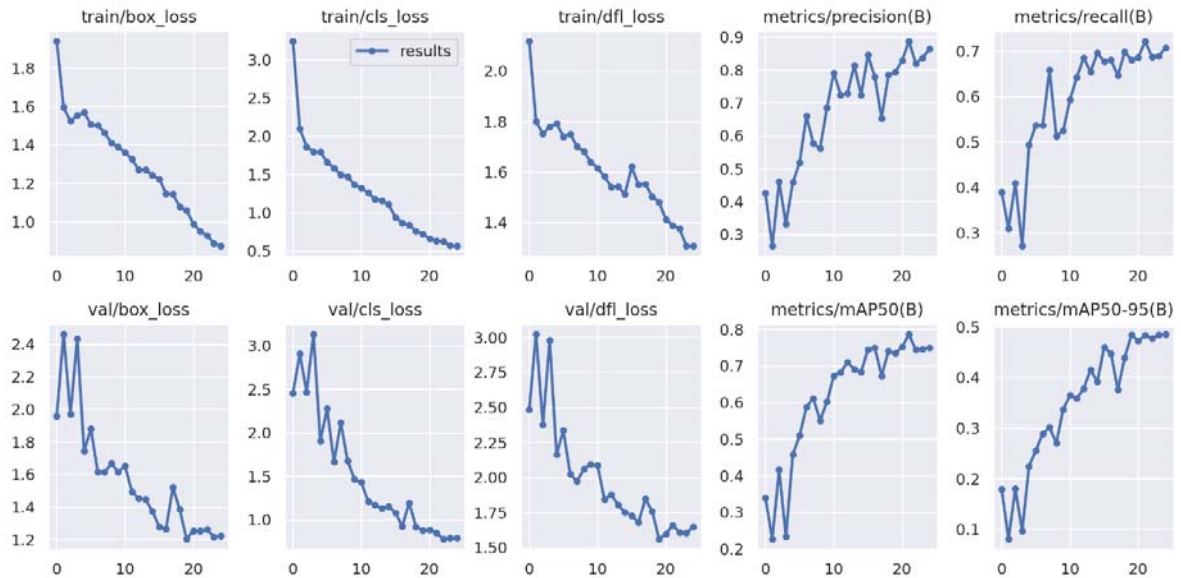 train/box_loss
train/cls_loss
train/dfl_loss
metrics/precision(B)
metrics/recall(B)
1.8
1.6
1.4
1.2
1.0
0 10 20
results
3.0
2.5
2.0
1.5
1.0
0.5
0 10 20
2.0
1.8
1.6
1.4
0 10 20
0.9
0.8
0.7
0.6
0.5
0.4
0.3
0 10 20
0.7
0.6
0.5
0.4
0.3
0 10 20
val/box_loss
val/cls_loss
val/dfl_loss
metrics/mAP50(B)
metrics/mAP50-95(B)
2.4
2.2
2.0
1.8
1.6
1.4
1.2
0 10 20
3.0
2.5
2.0
1.5
1.0
0 10 20
3.00
2.75
2.50
2.25
2.00
1.75
1.50
0 10 20
0.8
0.7
0.6
0.5
0.4
0.3
0.2
0 10 20
0.5
0.4
0.3
0.2
0.1
0 10 20